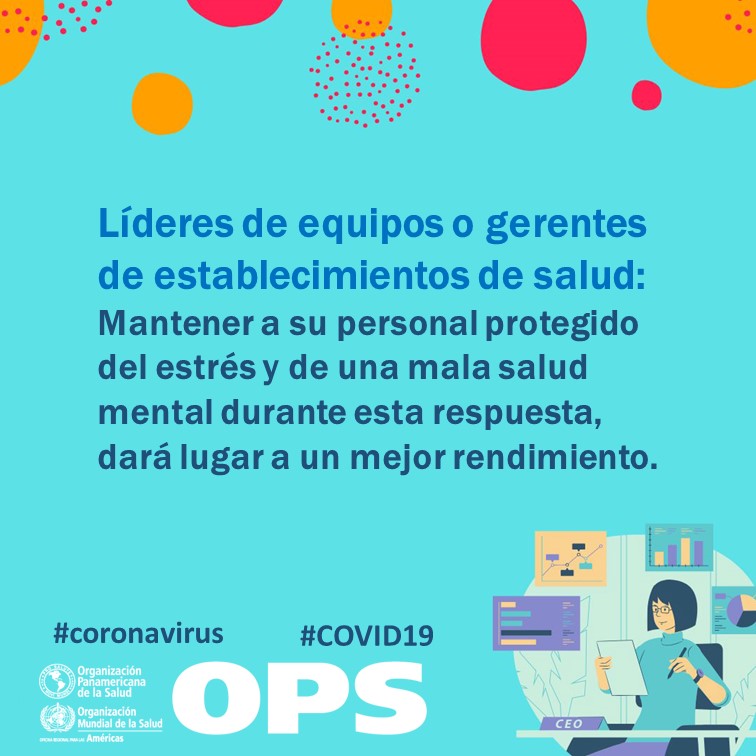 Líderes de equipos o gerentes
de establecimientos de salud:
Mantener a su personal protegido
del estrés y de una mala salud
mental durante esta respuesta,
dará lugar a un mejor rendimiento.
#coronavirus
#COVID19
Organización
Panamericana
de la Salud
Organización
Mundial de la Salud
OFICINA REGIONAL PARA LAS Américas
OPS
CEO